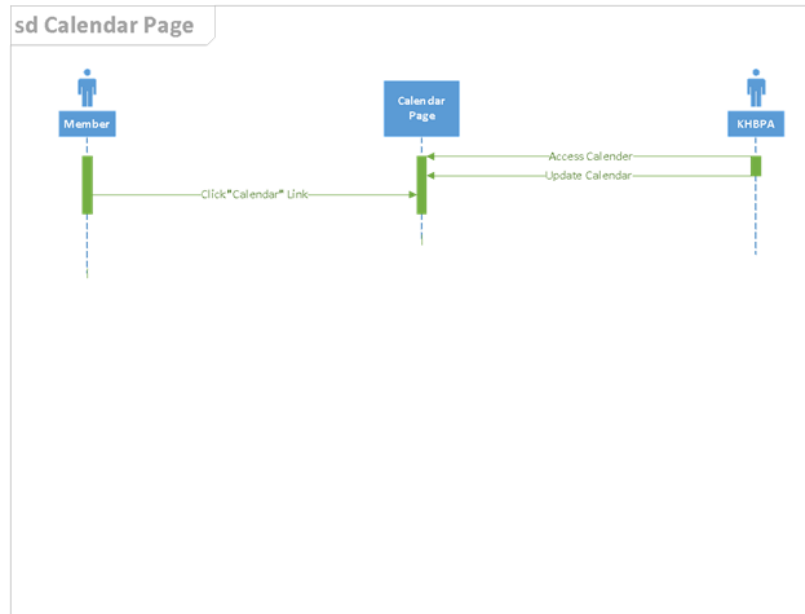 sd Calendar Page
Member
Calendar
Page
KHBPA
Access Calender
Update Calendar
Click"Calendar" Link